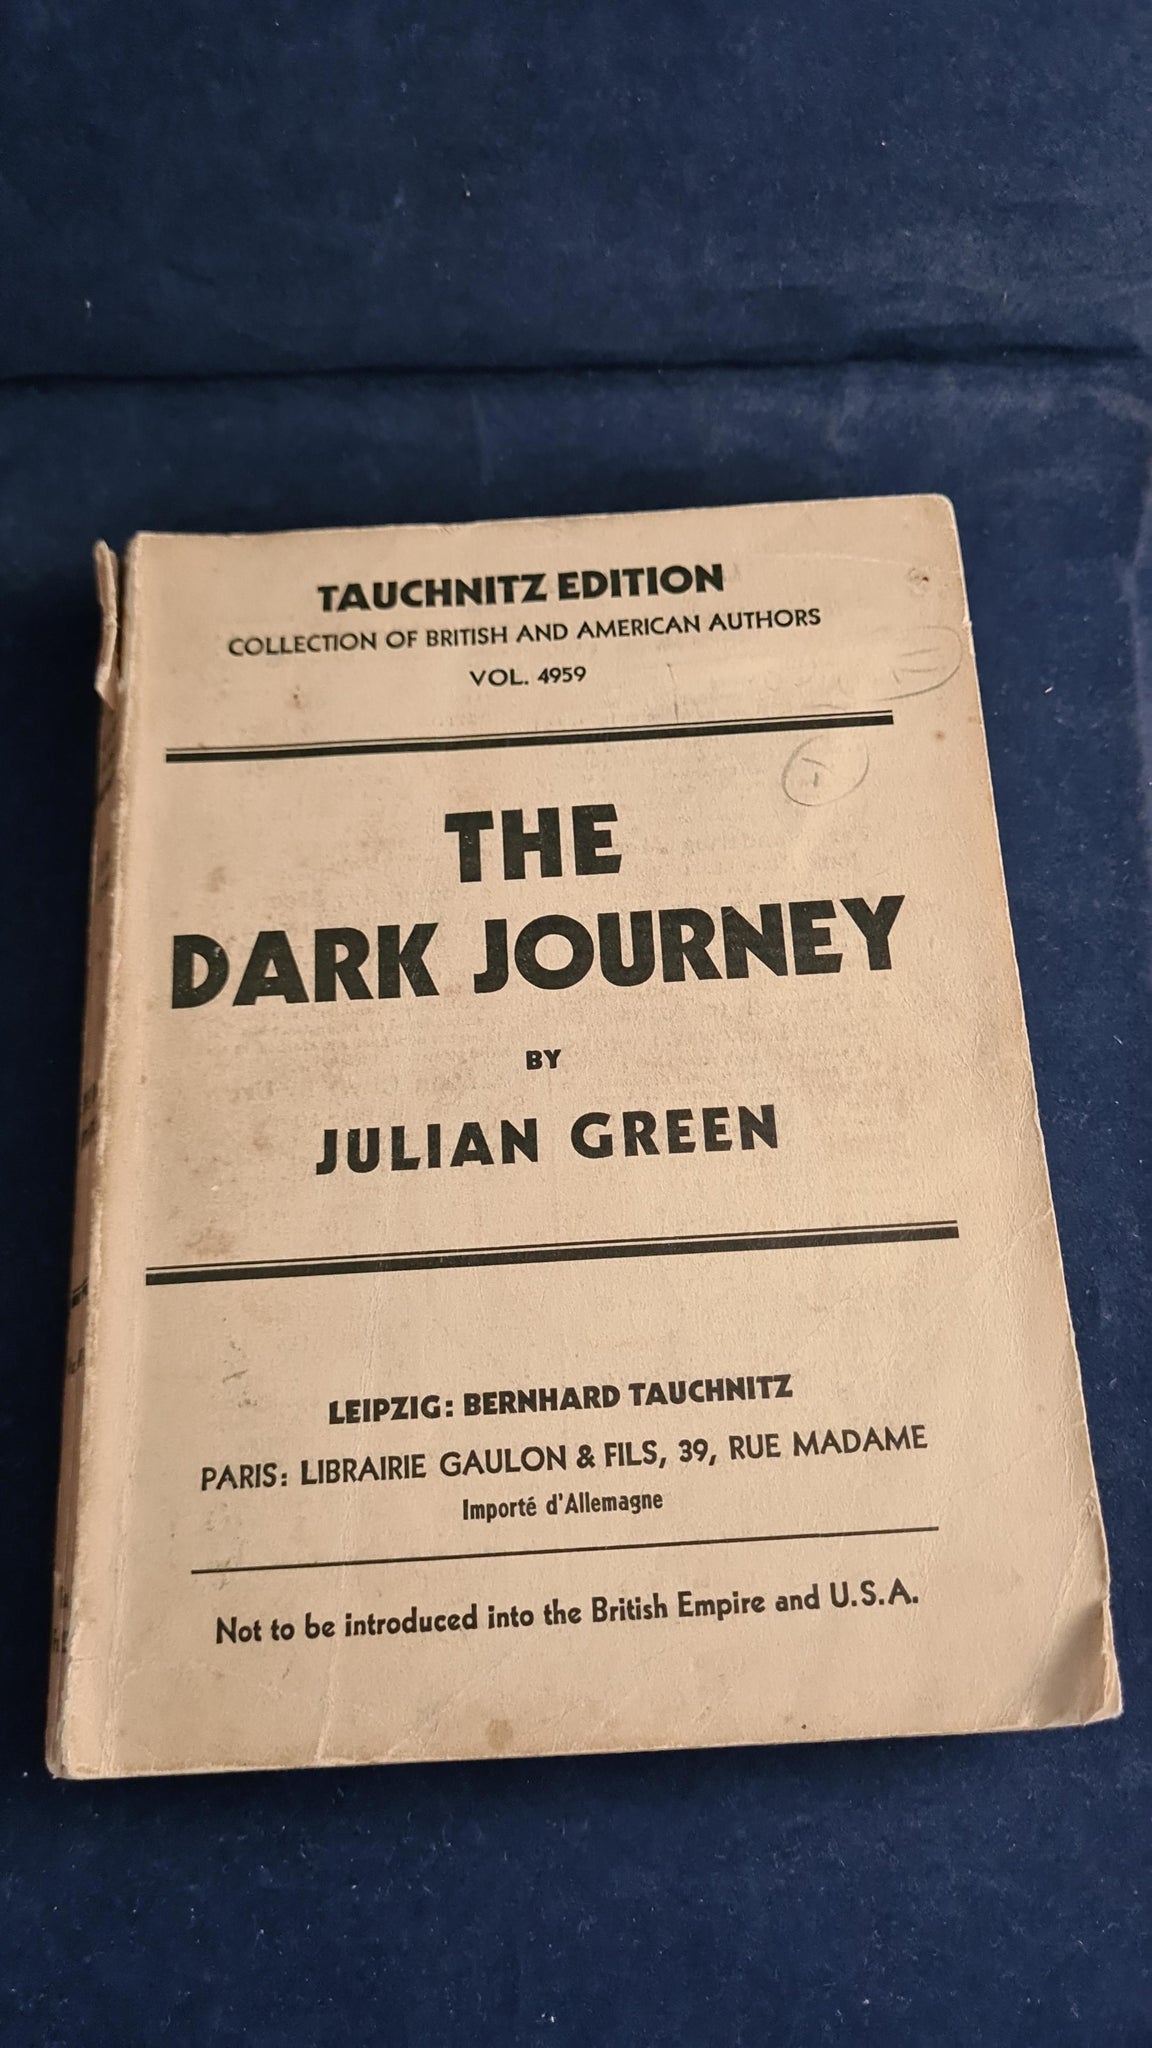 TAUCHNITZ EDITION
COLLECTION OF BRITISH AND AMERICAN AUTHORS
VOL. 4959
THE
DARK JOURNEY
BY
JULIAN GREEN
LEIPZIG: BERNHARD TAUCHNITZ
PARIS: LIBRAIRIE GAULON & FILS, 39, RUE MADAME
Importé d'Allemagne
Not to be introduced into the British Empire and U.S.A.